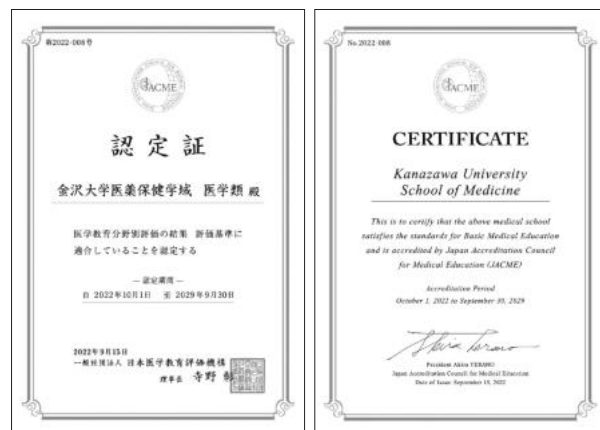 第2022-008号
JACME
認定証
金沢大学医薬保健学域 医学類 殿
医学教育分野別評価の結果 評価基準に
適合していることを認定する
― 認定期間 ―
自 2022年10月1日 至 2029年9月30日
2022年9月15日
一般社団法人 日本医学教育評価機構
理事長 寺野 彰
No.2022-008
JACME
CERTIFICATE
Kanazawa University
School of Medicine
This is to certify that the above medical school
satisfies the standards for Basic Medical Education
and is accredited by Japan Accreditation Council
for Medical Education (JACME)
Accreditation Period
October 1, 2022 to September 30, 2029
President Akira TERANO
Japan Accreditation Council for Medical Education
Date of Issue: September 15, 2022